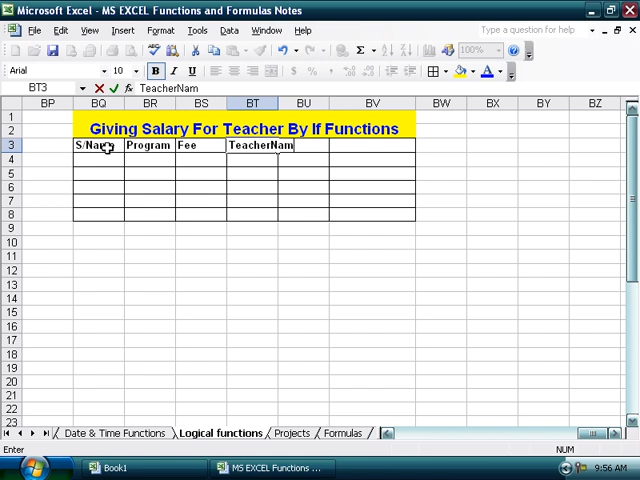 Microsoft Excel - MS EXCEL Functions and Formulas Notes
File Edit View Insert Format Tools Data Window Help Type a question for help
100%
Arial 10 B I U $ % , A
BT3 TeacherNam
BP BQ BR BS BT BU BV BW BX BY BZ
1
2 Giving Salary For Teacher By If Functions
3 S/Name Program Fee TeacherNam
4
5
6
7
8
9
10
11
12
13
14
15
16
17
18
19
20
21
22
23
Date & Time Functions Logical functions Projects Formulas
Enter NUM
start Book1 MS EXCEL Functions ... 9:56 AM